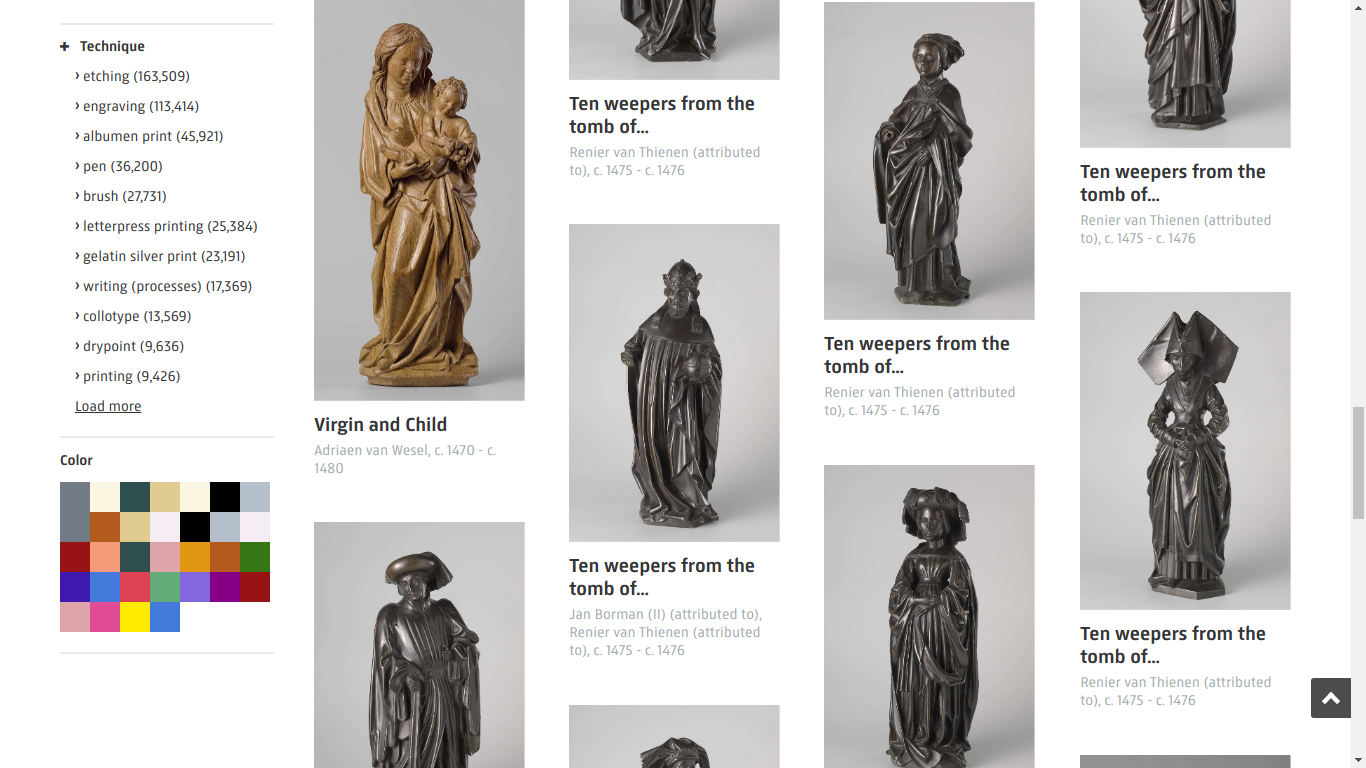 Technique
etching (163,509)
engraving (113,414)
albumen print (45,921)
pen (36,200)
brush (27,731)
letterpress printing (25,384)
gelatin silver print (23,191)
writing (processes) (17,369)
collotype (13,569)
drypoint (9,636)
printing (9,426)
Load more
Color
Virgin and Child
Adriaen van Wesel, c. 1470 - c.
1480
Ten weepers from the
tomb of...
Renier van Thienen (attributed
to), c. 1475 - c. 1476
Ten weepers from the
tomb of...
Jan Borman (II) (attributed to),
Renier van Thienen (attributed
to), c. 1475 - c. 1476
Ten weepers from the
tomb of...
Renier van Thienen (attributed
to), c. 1475 - c. 1476
Ten weepers from the
tomb of...
Renier van Thienen (attributed
to), c. 1475 - c. 1476
Ten weepers from the
tomb of...
Renier van Thienen (attributed
to), c. 1475 - c. 1476